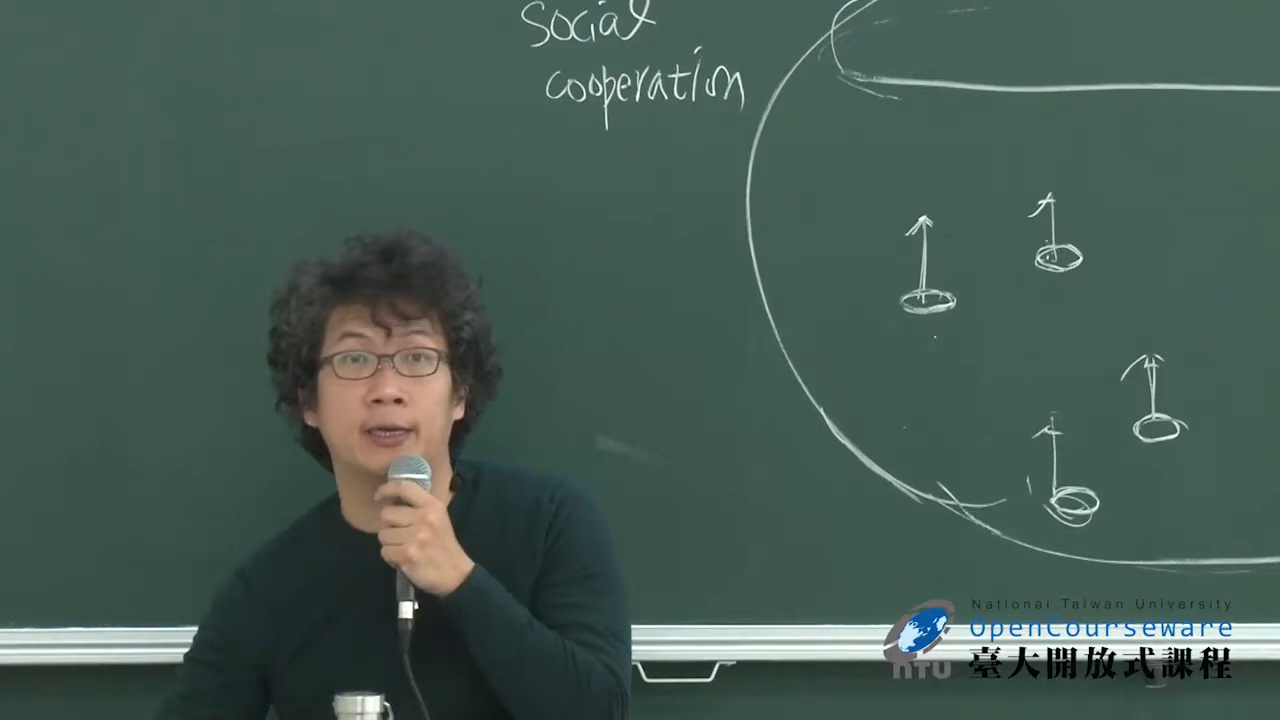 social
cooperation
National Taiwan University
OpenCourseware
NTU
臺大開放式課程